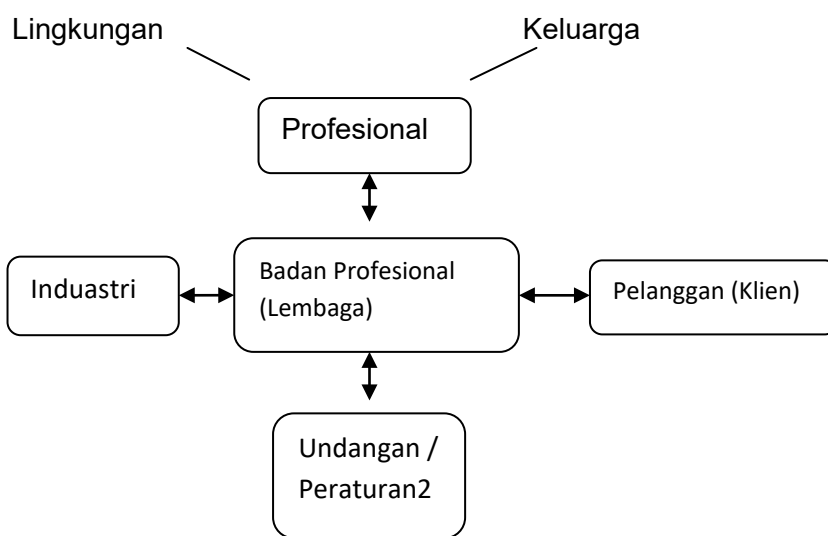 Lingkungan
Keluarga
Profesional
Induastri
Badan Profesional
(Lembaga)
Pelanggan (Klien)
Undangan /
Peraturan2